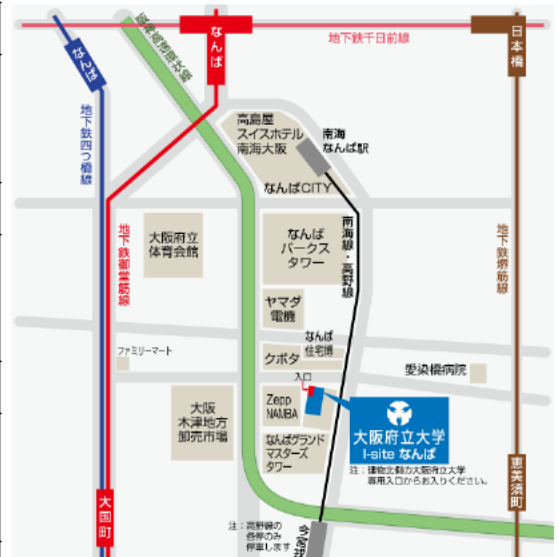 なんば
阪神高速環状線
なんば
日本橋
地下鉄千日前線
地下鉄四つ橋線
高島屋
スイスホテル
南海大阪
南海
なんば駅
なんばCITY
地下鉄御堂筋線
大阪府立
体育会館
なんば
パークス
タワー
南海線・高野線
地下鉄堺筋線
ヤマダ
電機
なんば
住宅博
ファミリーマート
クボタ
愛染橋病院
入口
大阪
木津地方
卸売市場
Zepp
NAMBA
大阪府立大学
I-site なんば
なんばグランド
マスターズ
タワー
注：建物北側の大阪府立大学
専用入口からお入りください。
恵美須町
大国町
注：高野線の
各停のみ
停車します